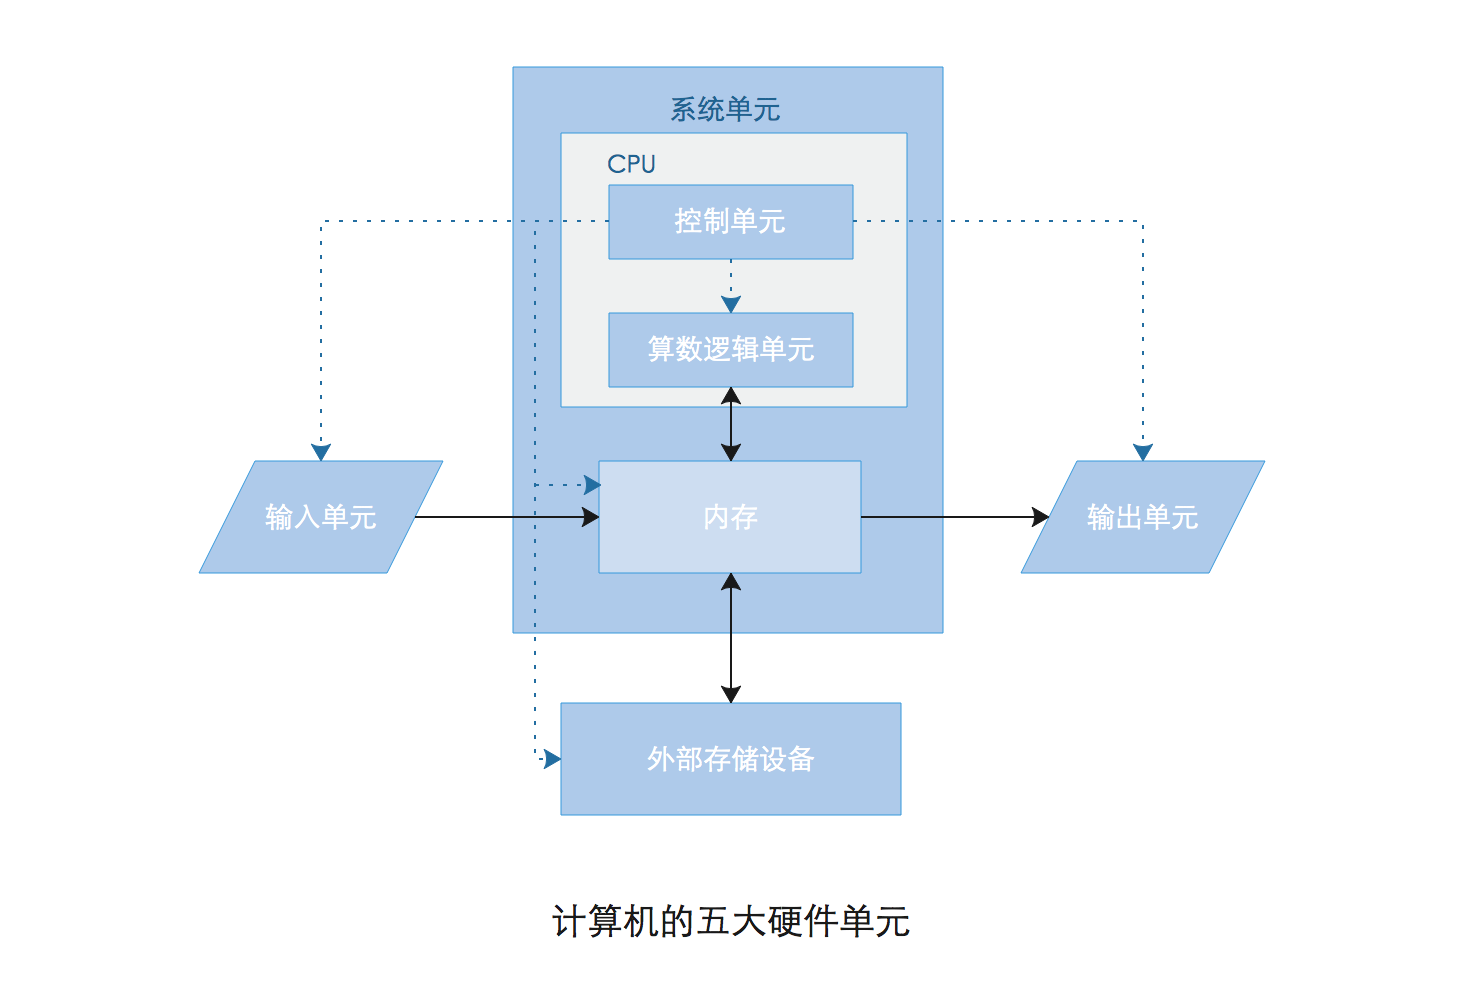 系统单元
CPU
控制单元
算数逻辑单元
输入单元
内存
输出单元
外部存储设备
计算机的五大硬件单元